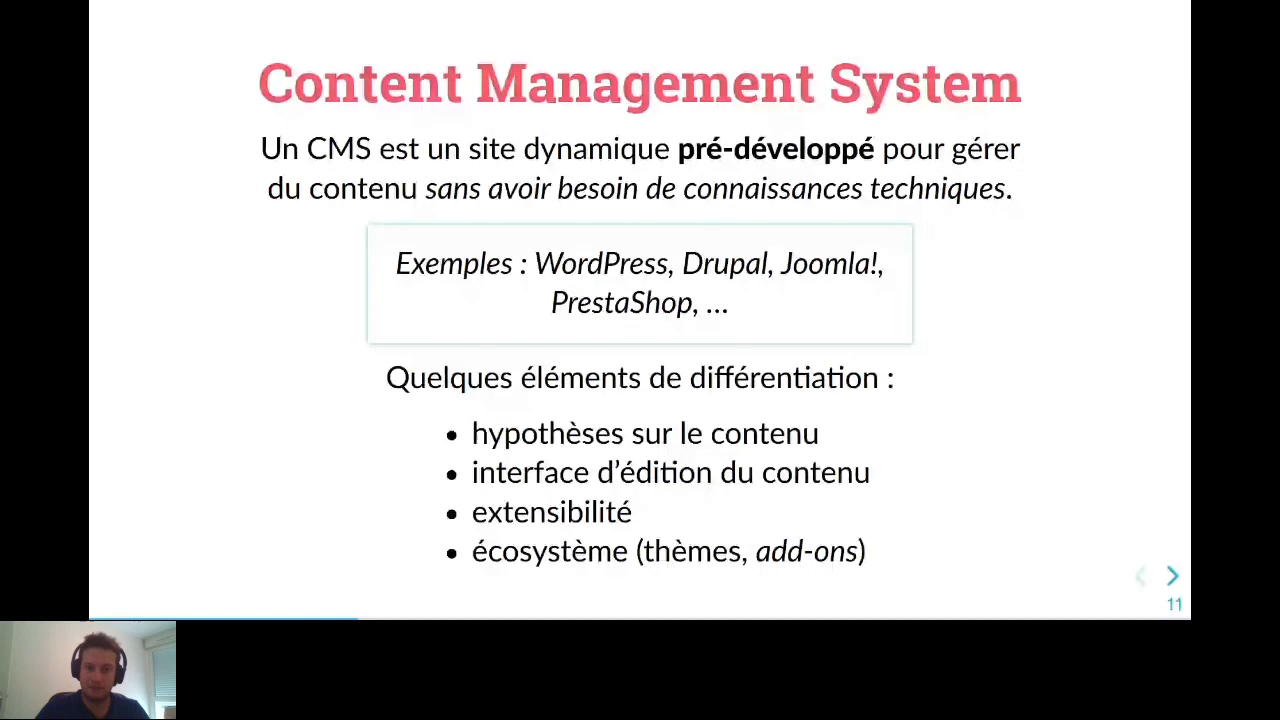 Content Management System
Un CMS est un site dynamique pré-développé pour gérer
du contenu sans avoir besoin de connaissances techniques.
Exemples : WordPress, Drupal, Joomla!,
PrestaShop, ...
Quelques éléments de différentiation :
• hypothèses sur le contenu
• interface d’édition du contenu
• extensibilité
• écosystème (thèmes, add-ons)
11